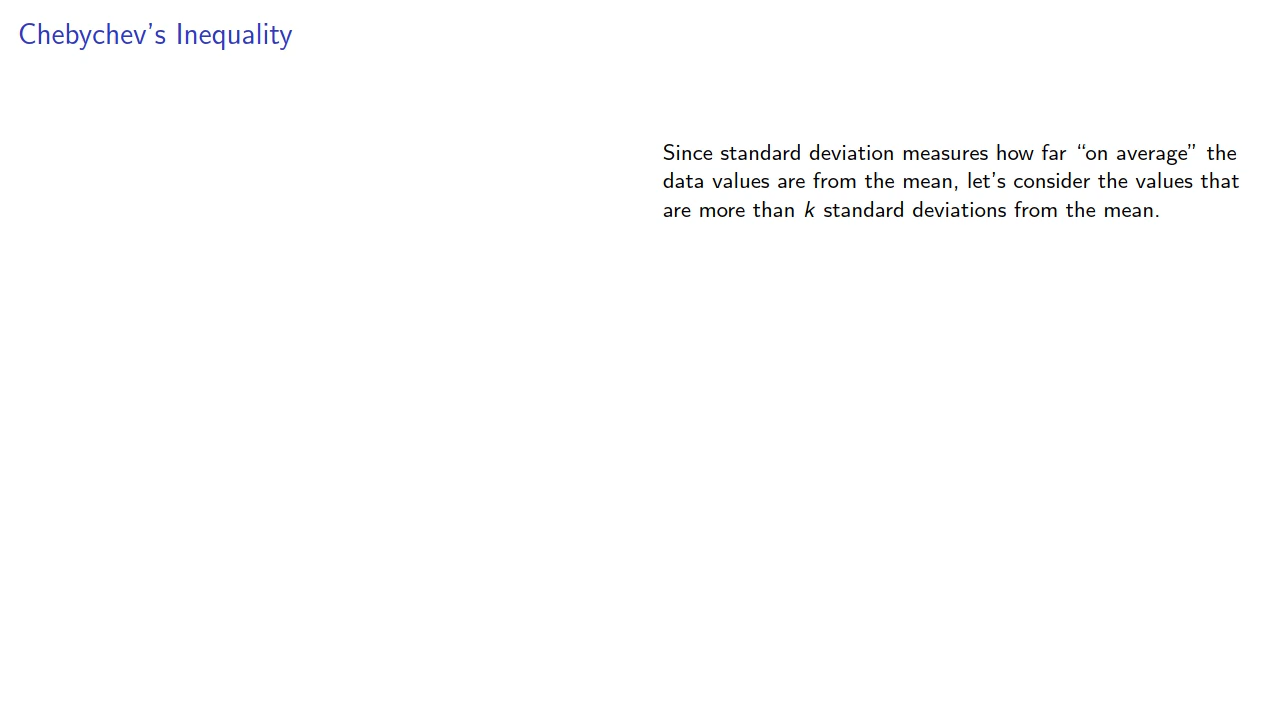 Chebychev’s Inequality
Since standard deviation measures how far “on average” the
data values are from the mean, let’s consider the values that
are more than k standard deviations from the mean.